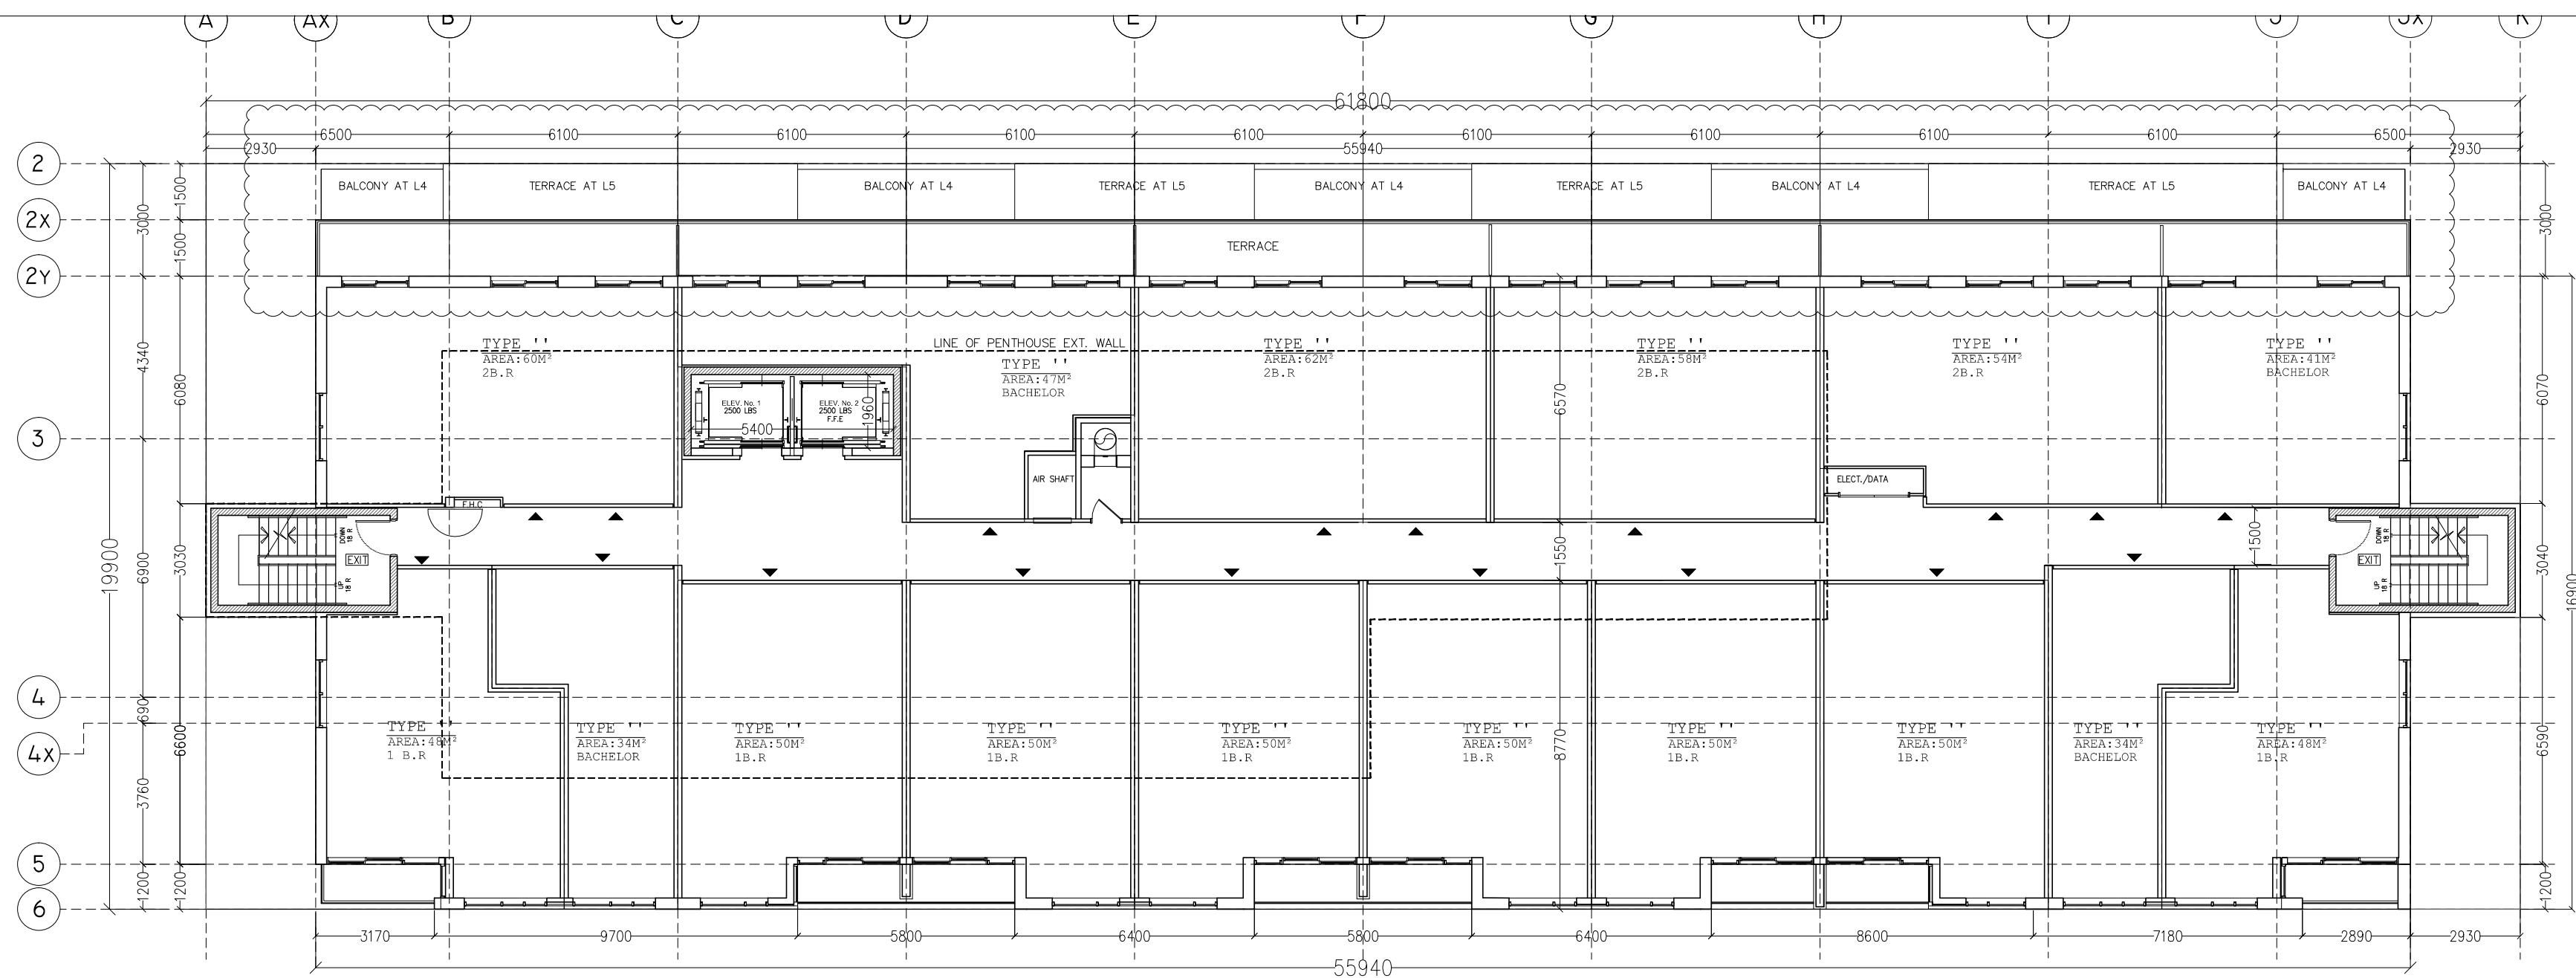 A AX B C D E F G H I J JX K
61800
6500 6100 6100 6100 6100 6100 6100 6100 6100 6500
2930 55940 2930
2
BALCONY AT L4 TERRACE AT L5 BALCONY AT L4 TERRACE AT L5 BALCONY AT L4 TERRACE AT L5 BALCONY AT L4 TERRACE AT L5 BALCONY AT L4
1500
3000
3000
2X
1500
TERRACE
2Y
LINE OF PENTHOUSE EXT. WALL
TYPE ''
AREA:60M²
2B.R
TYPE ''
AREA:47M²
BACHELOR
TYPE ''
AREA:62M²
2B.R
TYPE ''
AREA:58M²
2B.R
TYPE ''
AREA:54M²
2B.R
TYPE ''
AREA:41M²
BACHELOR
4340
6080
6570
6070
ELEV. No. 1
2500 LBS
ELEV. No. 2
2500 LBS
F.F.E
1960
5400
3
AIR SHAFT
ELECT./DATA
F.H.C
DOWN
18 R
EXIT
UP
18 R
DOWN
18 R
EXIT
UP
18 R
19900
6900
3030
1550
1500
3040
16900
4
690
4X
6600
3760
8770
6590
TYPE ''
AREA:48M²
1 B.R
TYPE ''
AREA:34M²
BACHELOR
TYPE ''
AREA:50M²
1B.R
TYPE ''
AREA:50M²
1B.R
TYPE ''
AREA:50M²
1B.R
TYPE ''
AREA:50M²
1B.R
TYPE ''
AREA:50M²
1B.R
TYPE ''
AREA:50M²
1B.R
TYPE ''
AREA:34M²
BACHELOR
TYPE ''
AREA:48M²
1B.R
5
1200
1200
1200
6
3170 9700 5800 6400 5800 6400 8600 7180 2890 2930
55940